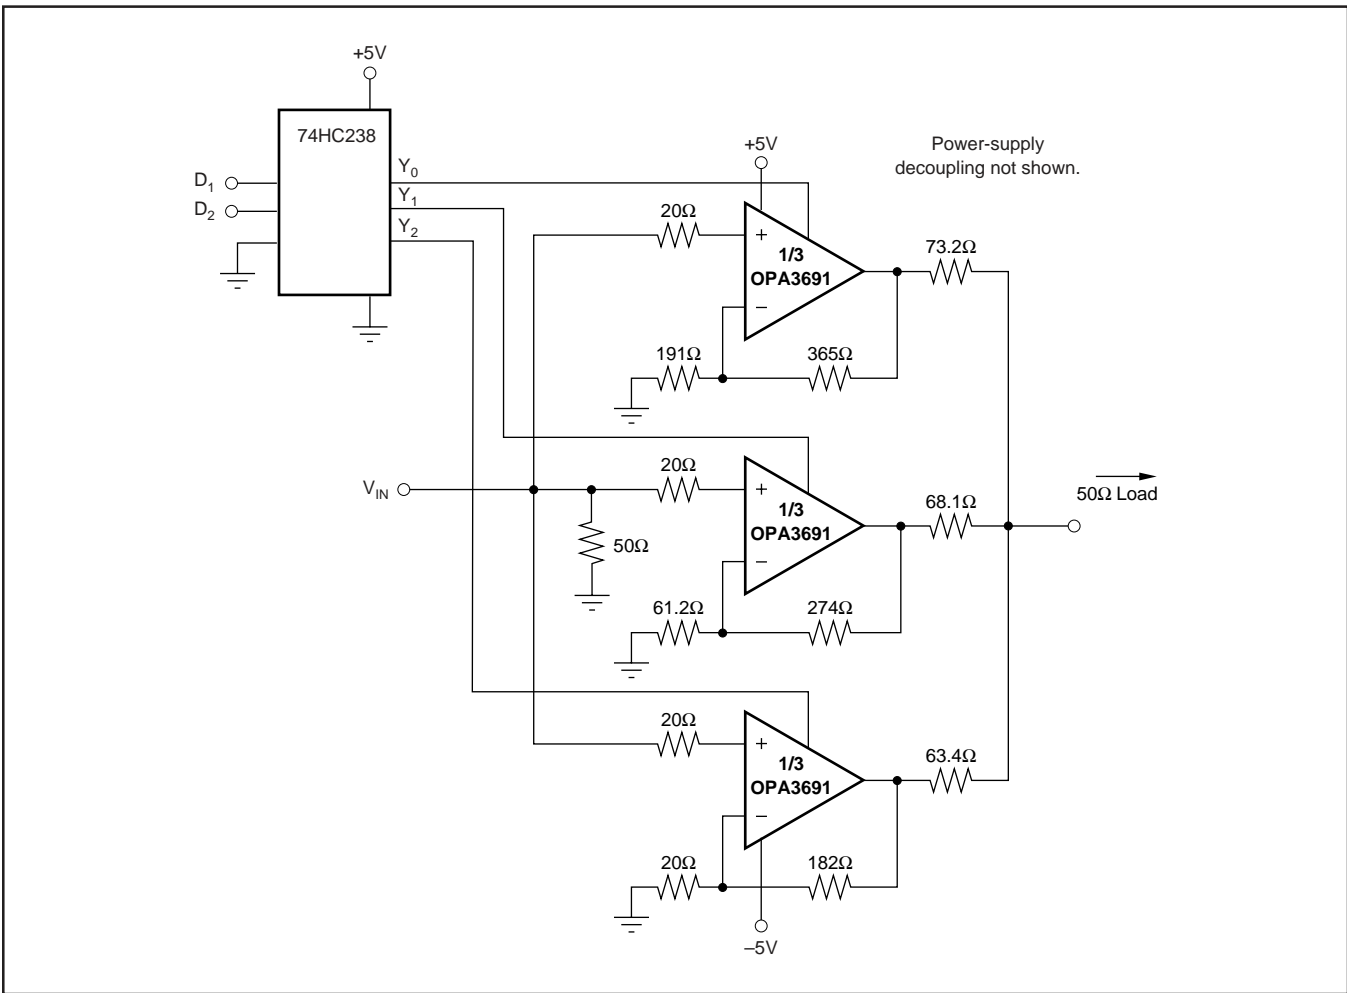 +5V
74HC238
D1
D2
Y0
Y1
Y2
+5V
Power-supply
decoupling not shown.
20Ω
+
1/3
OPA3691
−
73.2Ω
191Ω
365Ω
VIN
50Ω
20Ω
+
1/3
OPA3691
−
68.1Ω
50Ω Load
61.2Ω
274Ω
20Ω
+
1/3
OPA3691
−
63.4Ω
20Ω
182Ω
–5V